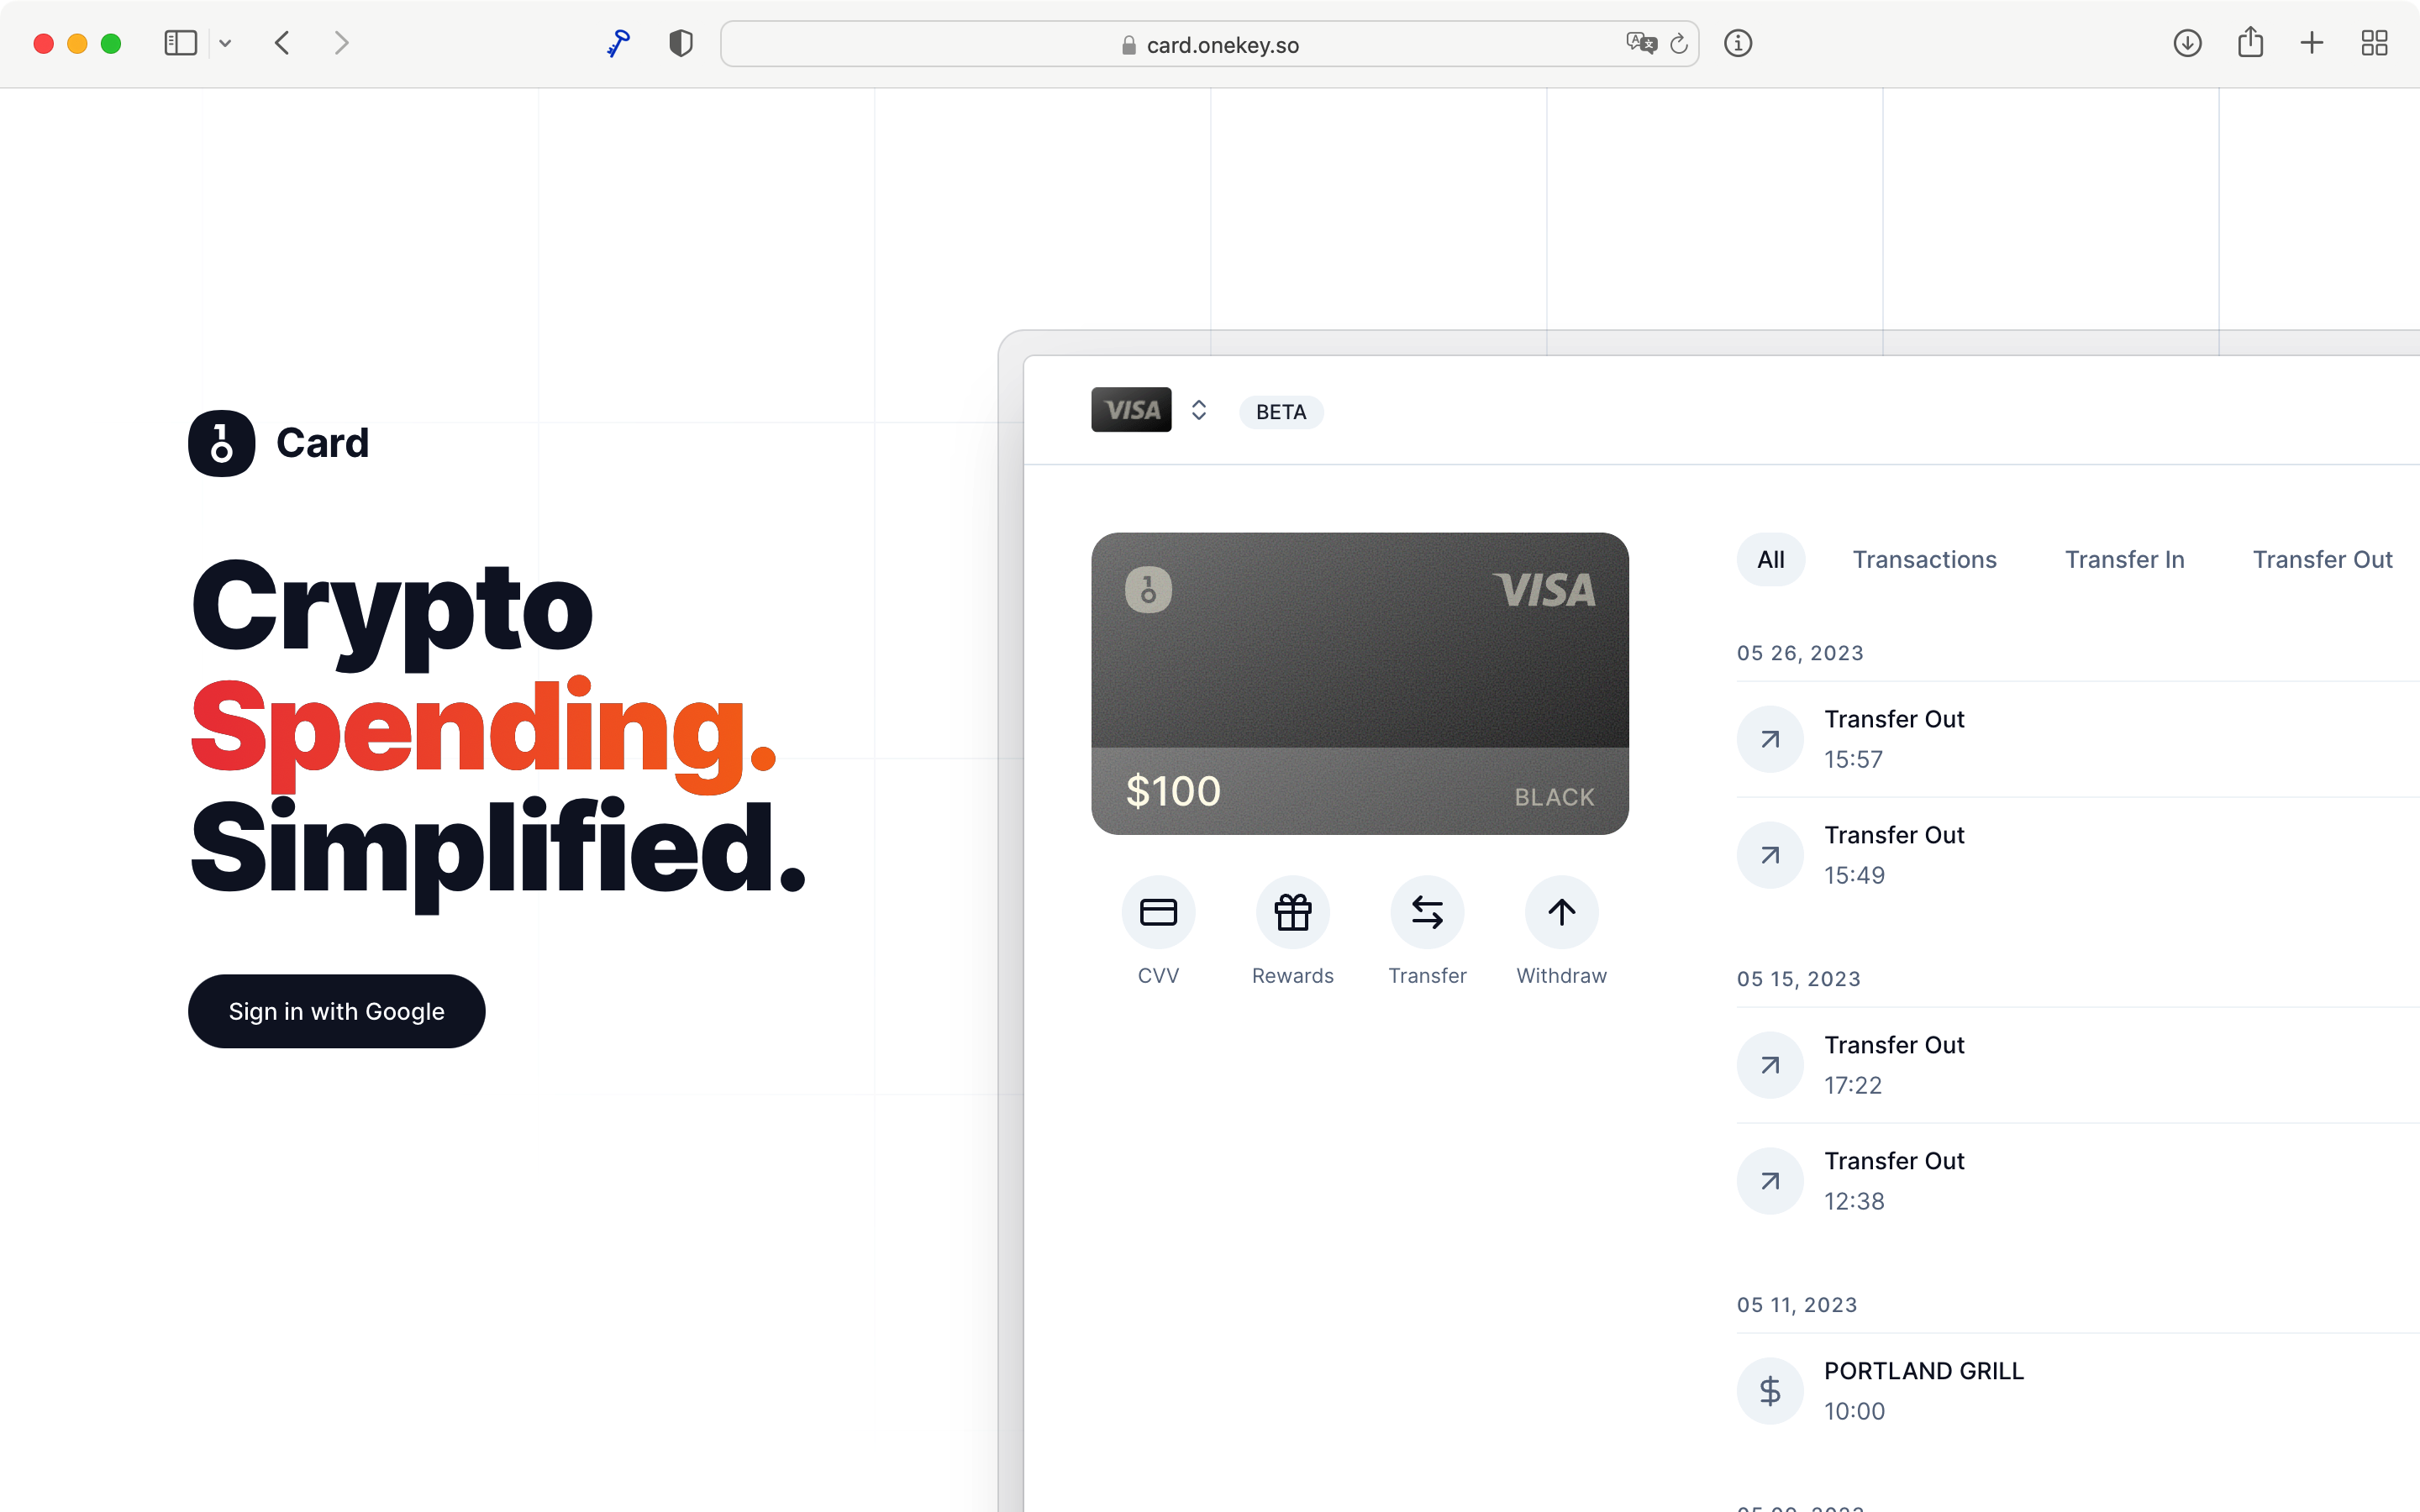 card.onekey.so
Card
Crypto
Spending.
Simplified.
Sign in with Google
VISA
BETA
VISA
$100
BLACK
CVV
Rewards
Transfer
Withdraw
All
Transactions
Transfer In
Transfer Out
05 26, 2023
Transfer Out
15:57
Transfer Out
15:49
05 15, 2023
Transfer Out
17:22
Transfer Out
12:38
05 11, 2023
PORTLAND GRILL
10:00